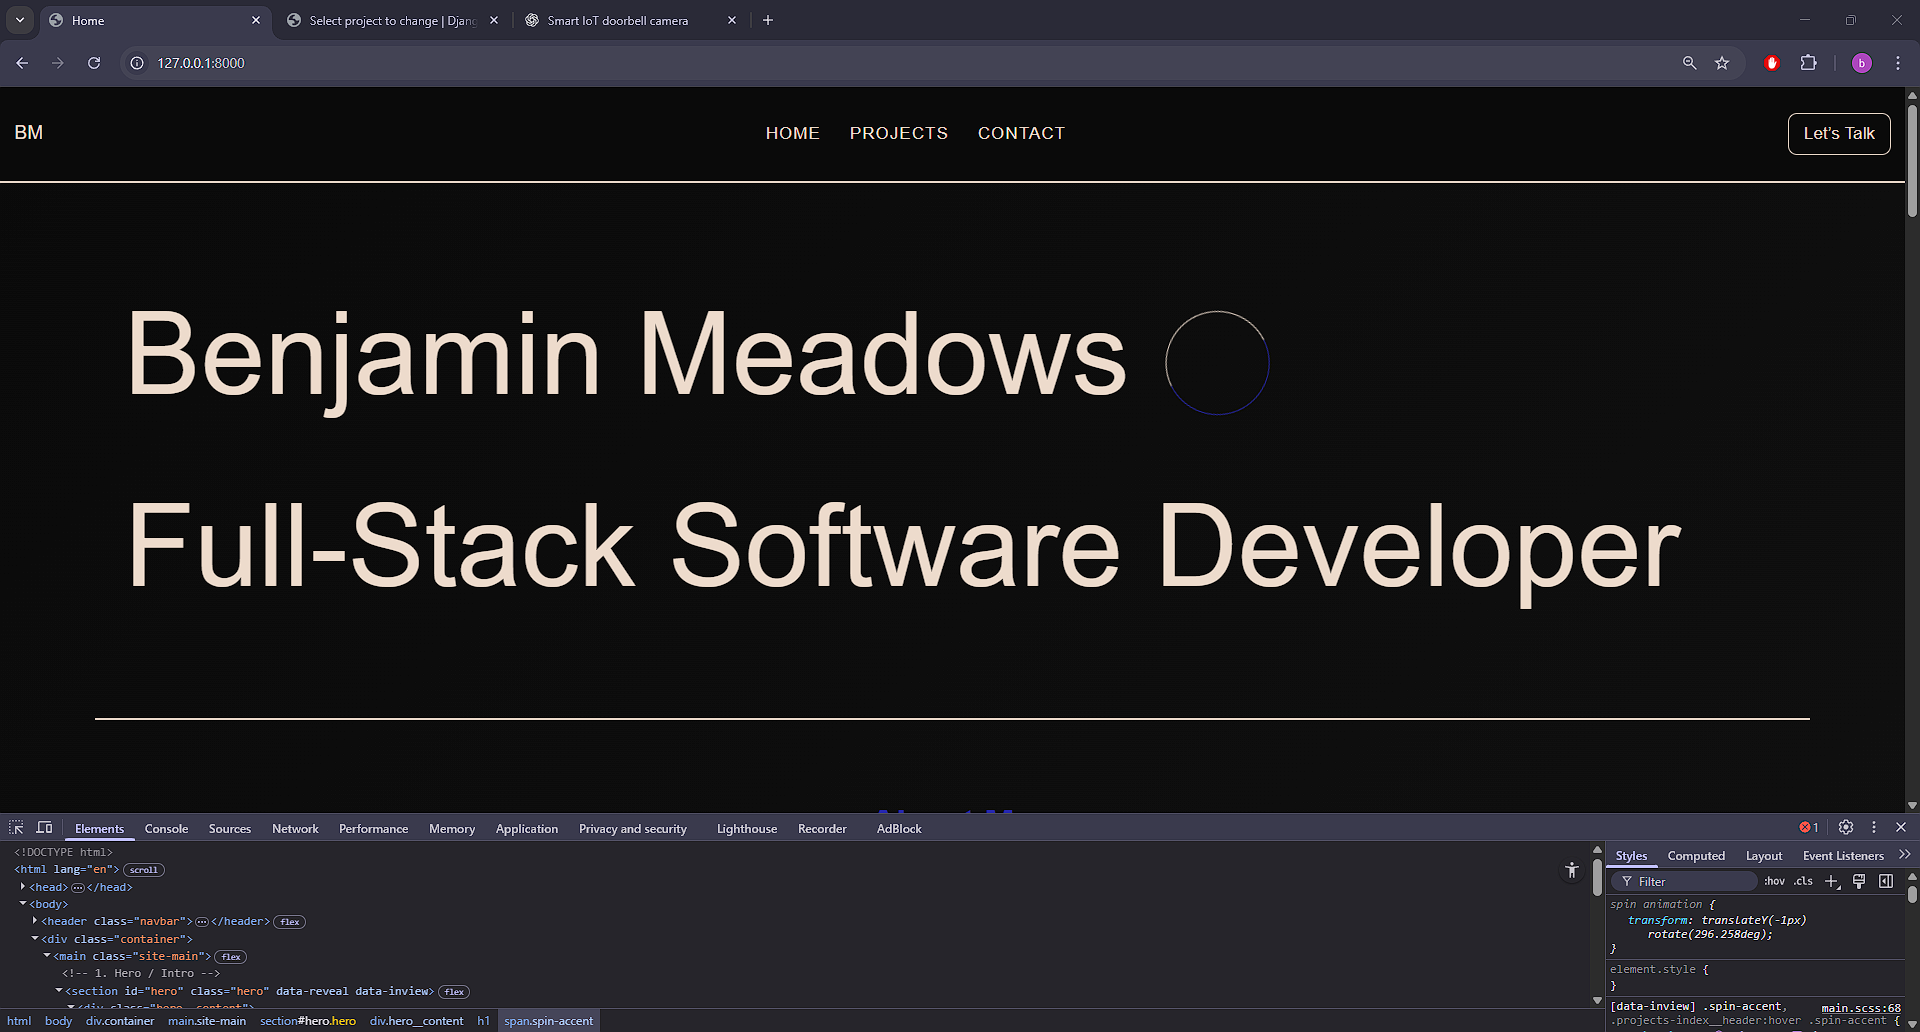 Home
Select project to change | Djang
Smart IoT doorbell camera
127.0.0.1:8000
b
BM
HOME PROJECTS CONTACT
Let's Talk
Benjamin Meadows
Full-Stack Software Developer
Elements Console Sources Network Performance Memory Application Privacy and security Lighthouse Recorder AdBlock
1
<!DOCTYPE html>
<html lang="en"> scroll
<head> … </head>
<body>
<header class="navbar"> … </header> flex
<div class="container">
<main class="site-main"> flex
<!-- 1. Hero / Intro -->
<section id="hero" class="hero" data-reveal data-inview> flex
<div class="hero__content">
html body div.container main.site-main section#hero.hero div.hero__content h1 span.spin-accent
Styles Computed Layout Event Listeners
Filter :hov .cls
spin animation {
transform: translateY(-1px)
rotate(296.258deg);
}
element.style {
}
[data-inview] .spin-accent, main.scss:68
.projects-index__header:hover .spin-accent {